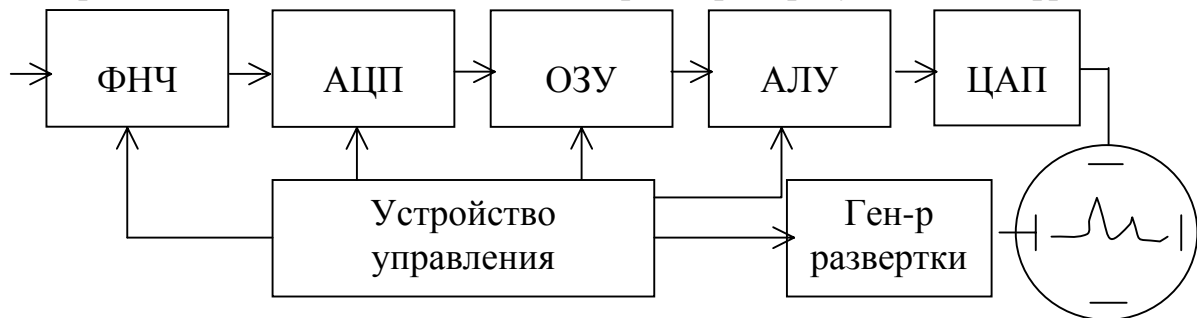 ФНЧ
АЦП
ОЗУ
АЛУ
ЦАП
Устройство
управления
Ген-р
развертки